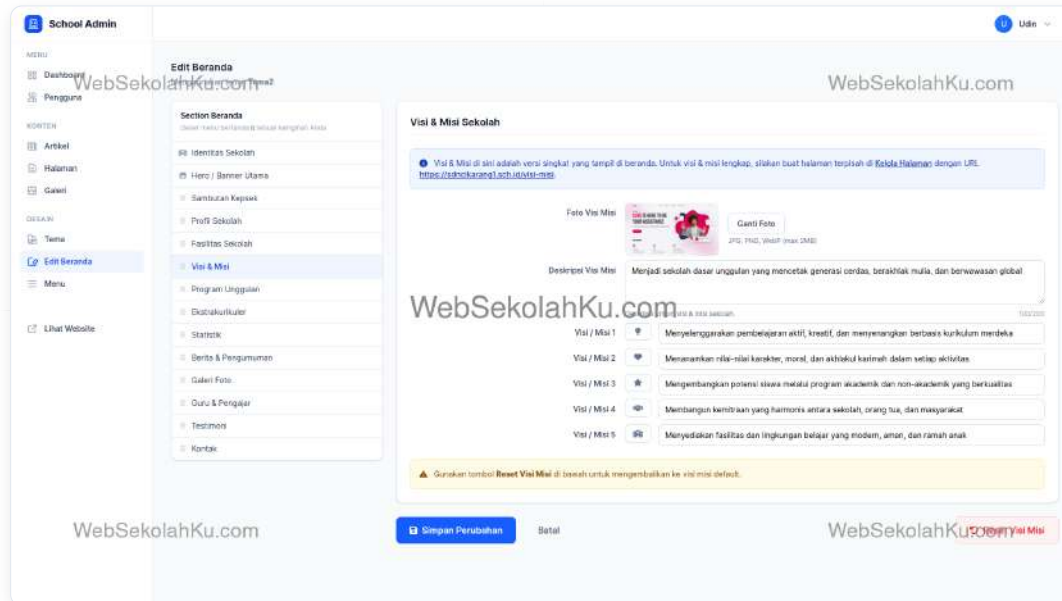 School Admin
U Udin
MENU
Dashboard
Pengguna
KONTEN
Artikel
Halaman
Galeri
DESAIN
Tema
Edit Beranda
Menu
Lihat Website
Edit Beranda
Tema2
Section Beranda
Identitas Sekolah
Hero / Banner Utama
Sambutan Kepsek
Profil Sekolah
Fasilitas Sekolah
Visi & Misi
Program Unggulan
Ekstrakurikuler
Statistik
Berita & Pengumuman
Galeri Foto
Guru & Pengajar
Testimoni
Kontak
Visi & Misi Sekolah
Visi & Misi di sini adalah versi singkat yang tampil di beranda. Untuk visi & misi lengkap, silakan buat halaman terpisah di Kelola Halaman dengan URL
https://sdncikarang1.sch.id/visi-misi.
Foto Visi Misi
Ganti Foto
JPG, PNG, WebP (max 2MB)
Deskripsi Visi Misi
Menjadi sekolah dasar unggulan yang mencetak generasi cerdas, berakhlak mulia, dan berwawasan global
Visi / Misi 1 Menyelenggarakan pembelajaran aktif, kreatif, dan menyenangkan berbasis kurikulum merdeka
Visi / Misi 2 Menanamkan nilai-nilai karakter, moral, dan akhlakul karimah dalam setiap aktivitas
Visi / Misi 3 Mengembangkan potensi siswa melalui program akademik dan non-akademik yang berkualitas
Visi / Misi 4 Membangun kemitraan yang harmonis antara sekolah, orang tua, dan masyarakat
Visi / Misi 5 Menyediakan fasilitas dan lingkungan belajar yang modern, aman, dan ramah anak
Gunakan tombol Reset Visi Misi di bawah untuk mengembalikan ke visi misi default.
Simpan Perubahan
Batal
Reset Visi Misi
WebSekolahKu.com
WebSekolahKu.com
WebSekolahKu.com
WebSekolahKu.com
WebSekolahKu.com